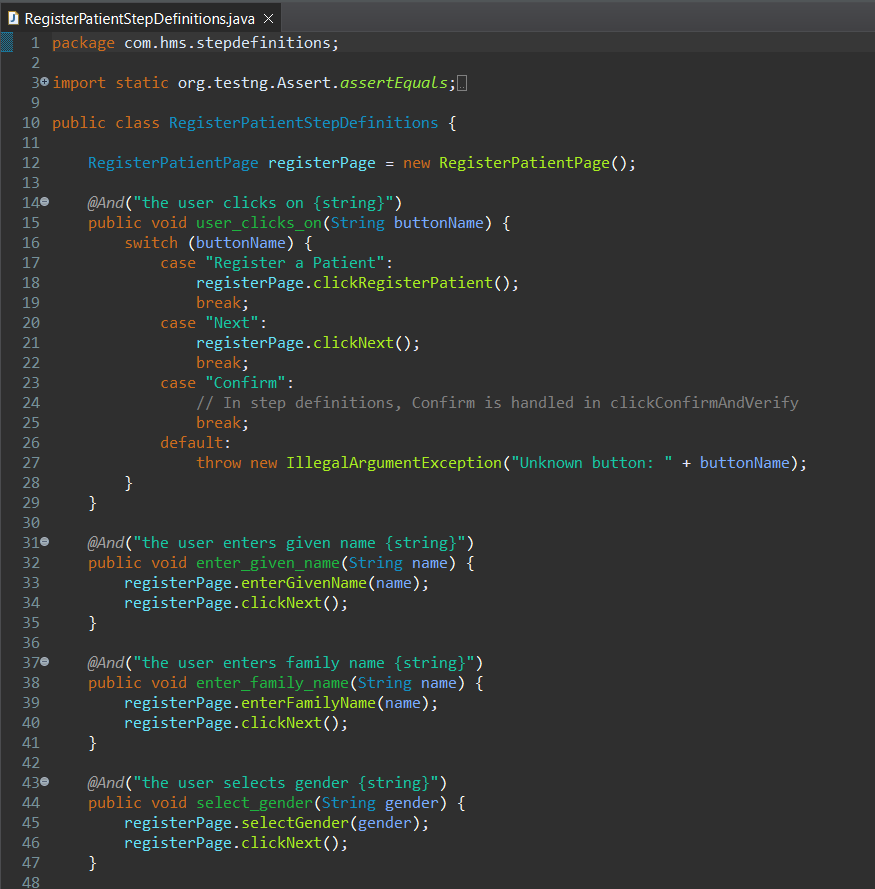 RegisterPatientStepDefinitions.java
1 package com.hms.stepdefinitions;
2
3 import static org.testng.Assert.assertEquals;
9
10 public class RegisterPatientStepDefinitions {
11
12     RegisterPatientPage registerPage = new RegisterPatientPage();
13
14     @And("the user clicks on {string}")
15     public void user_clicks_on(String buttonName) {
16         switch (buttonName) {
17             case "Register a Patient":
18                 registerPage.clickRegisterPatient();
19                 break;
20             case "Next":
21                 registerPage.clickNext();
22                 break;
23             case "Confirm":
24                 // In step definitions, Confirm is handled in clickConfirmAndVerify
25                 break;
26             default:
27                 throw new IllegalArgumentException("Unknown button: " + buttonName);
28         }
29     }
30
31     @And("the user enters given name {string}")
32     public void enter_given_name(String name) {
33         registerPage.enterGivenName(name);
34         registerPage.clickNext();
35     }
36
37     @And("the user enters family name {string}")
38     public void enter_family_name(String name) {
39         registerPage.enterFamilyName(name);
40         registerPage.clickNext();
41     }
42
43     @And("the user selects gender {string}")
44     public void select_gender(String gender) {
45         registerPage.selectGender(gender);
46         registerPage.clickNext();
47     }
48